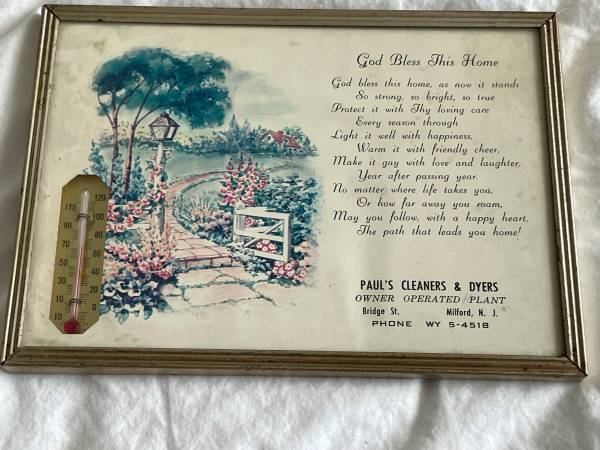 God Bless This Home
God bless this home, as now it stands
So strong, so bright, so true
Protect it with Thy loving care
Every season through
Light it well with happiness,
Warm it with friendly cheer,
Make it gay with love and laughter,
Year after passing year.
No matter where life takes you,
Or how far away you roam,
May you follow, with a happy heart,
The path that leads you home!
PAUL'S CLEANERS & DYERS
OWNER OPERATED PLANT
Bridge St. Milford, N. J.
PHONE WY 5-4518
120
110
100
90
80
70
60
50
40
30
20
10
0
10